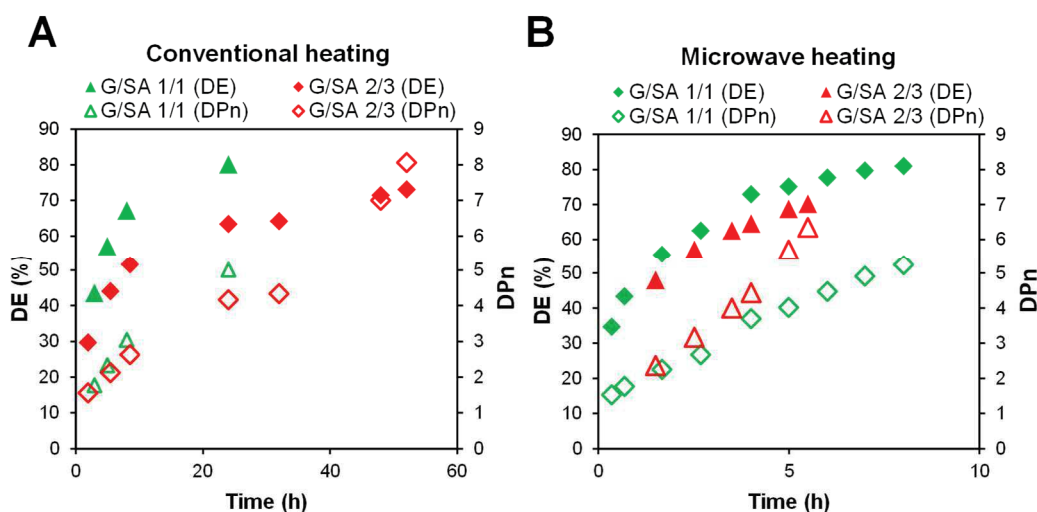 A
Conventional heating
G/SA 1/1 (DE)
G/SA 2/3 (DE)
G/SA 1/1 (DPn)
G/SA 2/3 (DPn)
90
80
70
60
50
40
30
20
10
0
DE (%)
9
8
7
6
5
4
3
2
1
0
DPn
0
20
40
60
Time (h)
B
Microwave heating
G/SA 1/1 (DE)
G/SA 2/3 (DE)
G/SA 1/1 (DPn)
G/SA 2/3 (DPn)
90
80
70
60
50
40
30
20
10
0
DE (%)
9
8
7
6
5
4
3
2
1
0
DPn
0
5
10
Time (h)